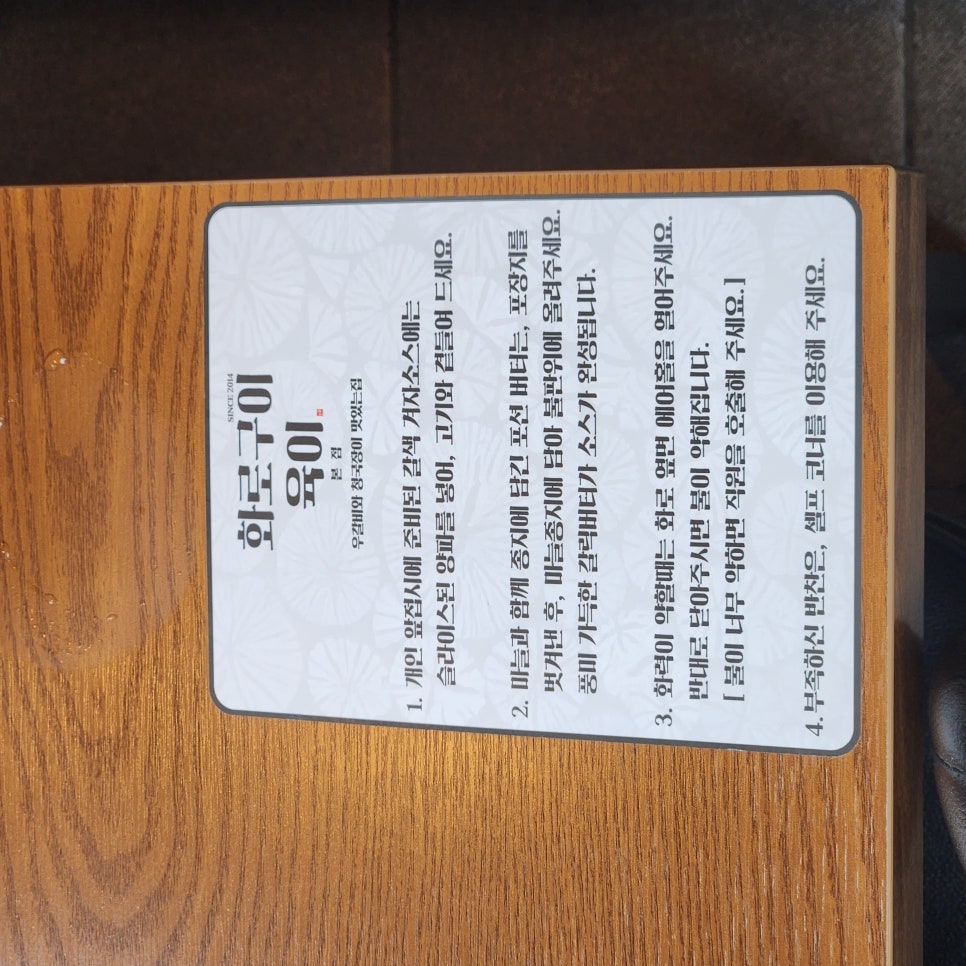 SINCE 2014
화로구이
육이
본 점
우갈비와 청국장이 맛있는집
1. 개인 앞접시에 준비된 갈색 겨자소스에는
슬라이스된 양파를 넣어, 고기와 곁들어 드세요.
2. 마늘과 함께 종지에 담긴 포션 버터는, 포장지를
벗겨낸 후, 마늘종지에 담아 불판위에 올려주세요.
풍미 가득한 갈릭버터가 소스가 완성됩니다.
3. 화력이 약할때는 화로 옆면 에어홀을 열어주세요.
반대로 닫아주시면 불이 약해집니다.
[ 불이 너무 약하면 직원을 호출해 주세요.]
4.부족하신 반찬은, 셀프 코너를 이용해 주세요.